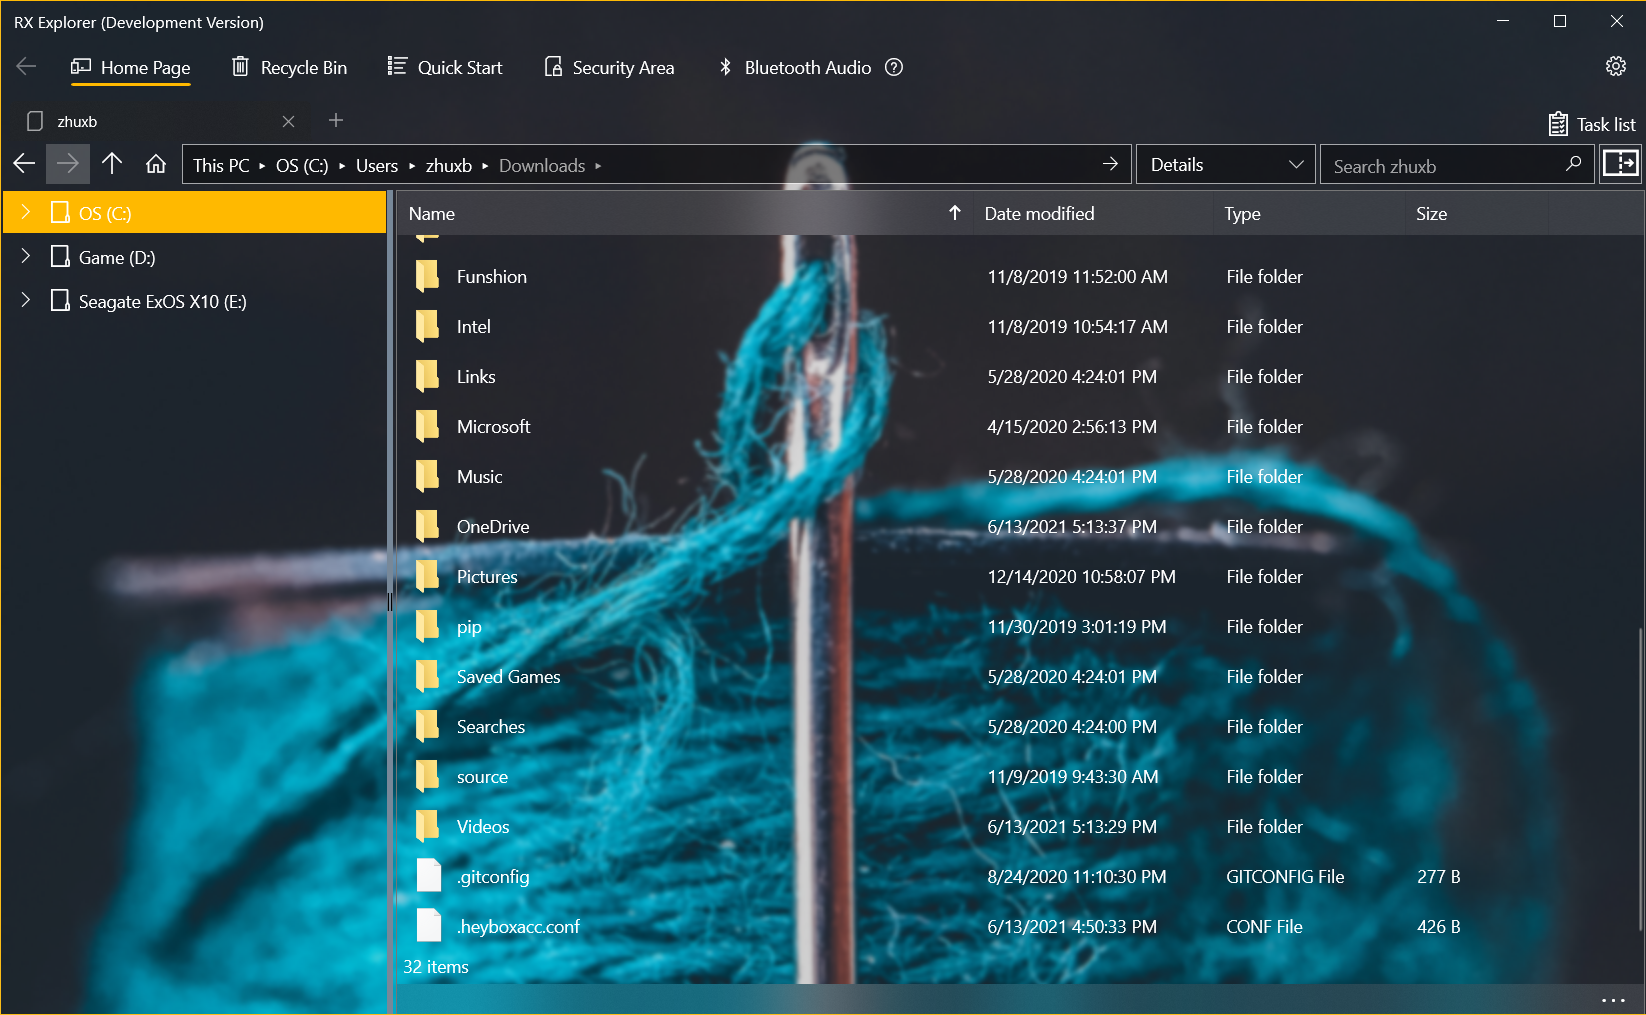 RX Explorer (Development Version)
Home Page Recycle Bin Quick Start Security Area Bluetooth Audio ?
zhuxb
Task list
This PC OS (C:) Users zhuxb Downloads Details Search zhuxb
OS (C:)
Game (D:)
Seagate ExOS X10 (E:)
Name Date modified Type Size
Funshion 11/8/2019 11:52:00 AM File folder
Intel 11/8/2019 10:54:17 AM File folder
Links 5/28/2020 4:24:01 PM File folder
Microsoft 4/15/2020 2:56:13 PM File folder
Music 5/28/2020 4:24:01 PM File folder
OneDrive 6/13/2021 5:13:37 PM File folder
Pictures 12/14/2020 10:58:07 PM File folder
pip 11/30/2019 3:01:19 PM File folder
Saved Games 5/28/2020 4:24:01 PM File folder
Searches 5/28/2020 4:24:00 PM File folder
source 11/9/2019 9:43:30 AM File folder
Videos 6/13/2021 5:13:29 PM File folder
.gitconfig 8/24/2020 11:10:30 PM GITCONFIG File 277 B
.heyboxacc.conf 6/13/2021 4:50:33 PM CONF File 426 B
32 items